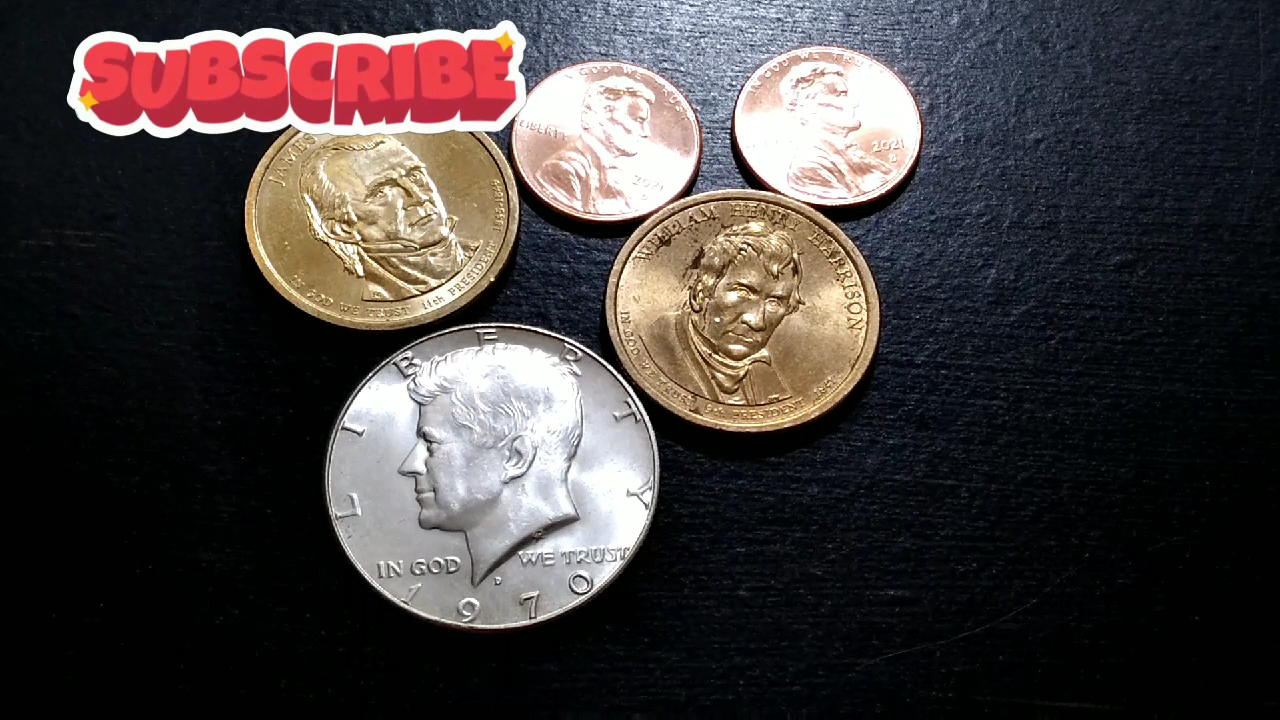 SUBSCRIBE
JAMES
IN GOD WE TRUST 11th PRESIDENT
IN GOD WE TRUST
LIBERTY
2021
IN GOD WE TRUST
2021
WILLIAM HENRY HARRISON
IN GOD WE TRUST 9th PRESIDENT 1841
LIBERTY
IN GOD WE TRUST
D
1970